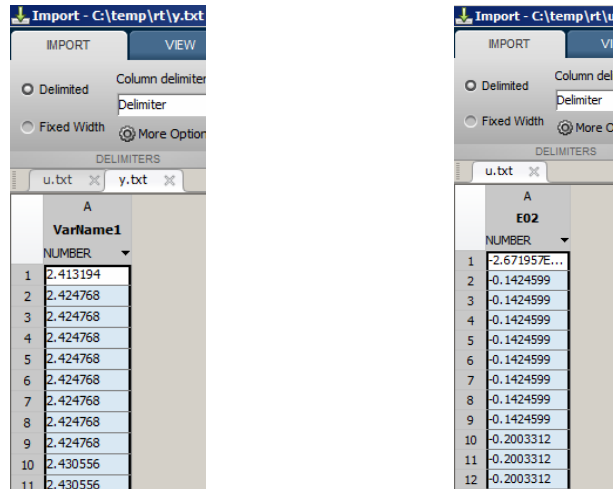 Import - C:\temp\rt\y.txt
IMPORT VIEW
Delimited
Column delimiter
Delimiter
Fixed Width
More Option
DELIMITERS
u.txt y.txt
A
VarName1
NUMBER
1 2.413194
2 2.424768
3 2.424768
4 2.424768
5 2.424768
6 2.424768
7 2.424768
8 2.424768
9 2.424768
10 2.430556
11 2.430556
Import - C:\temp\rt\u
IMPORT VI
Delimited
Column del
Delimiter
Fixed Width
More O
DELIMITERS
u.txt
A
E02
NUMBER
1 -2.671957E...
2 -0.1424599
3 -0.1424599
4 -0.1424599
5 -0.1424599
6 -0.1424599
7 -0.1424599
8 -0.1424599
9 -0.1424599
10 -0.2003312
11 -0.2003312
12 -0.2003312